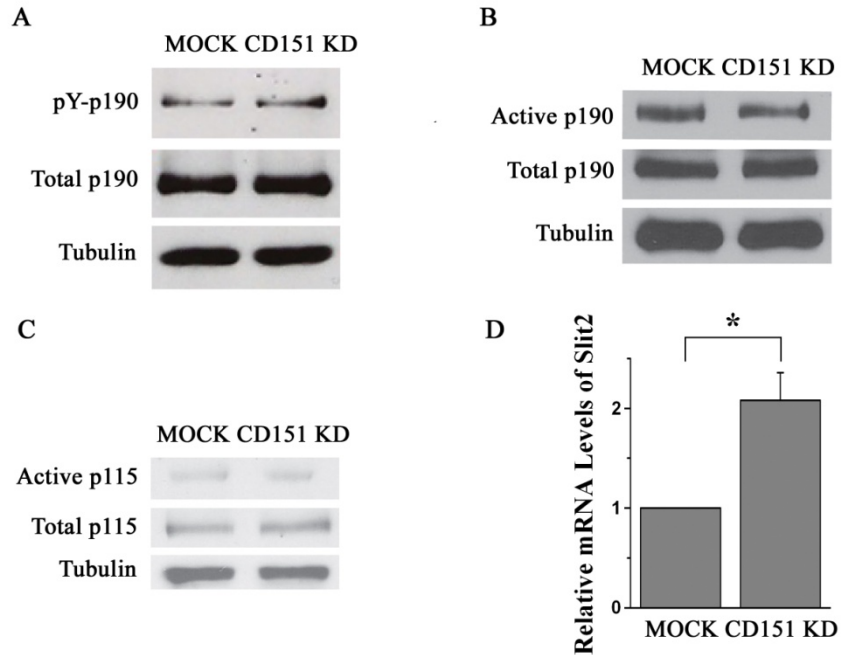 A
MOCK CD151 KD
pY-p190
Total p190
Tubulin
B
MOCK CD151 KD
Active p190
Total p190
Tubulin
C
MOCK CD151 KD
Active p115
Total p115
Tubulin
D
Relative mRNA Levels of Slit2
*
2
1
0
MOCK CD151 KD